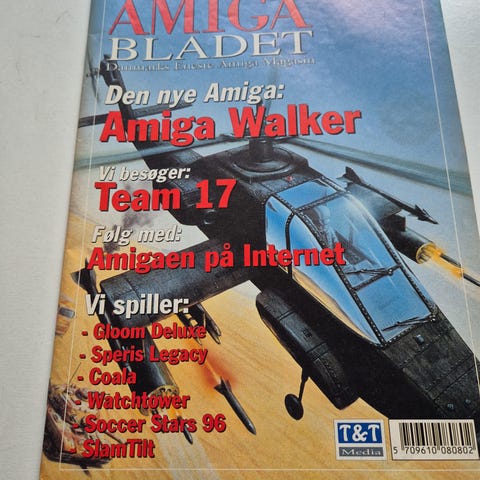 AMIGA
BLADET
Danmarks Eneste Amiga Magasin
Den nye Amiga:
Amiga Walker
Vi besøger:
Team 17
Følg med:
Amigaen på Internet
Vi spiller:
- Gloom Deluxe
- Speris Legacy
- Coala
- Watchtower
- Soccer Stars 96
- SlamTilt
T&T
Media
5 709610 080802